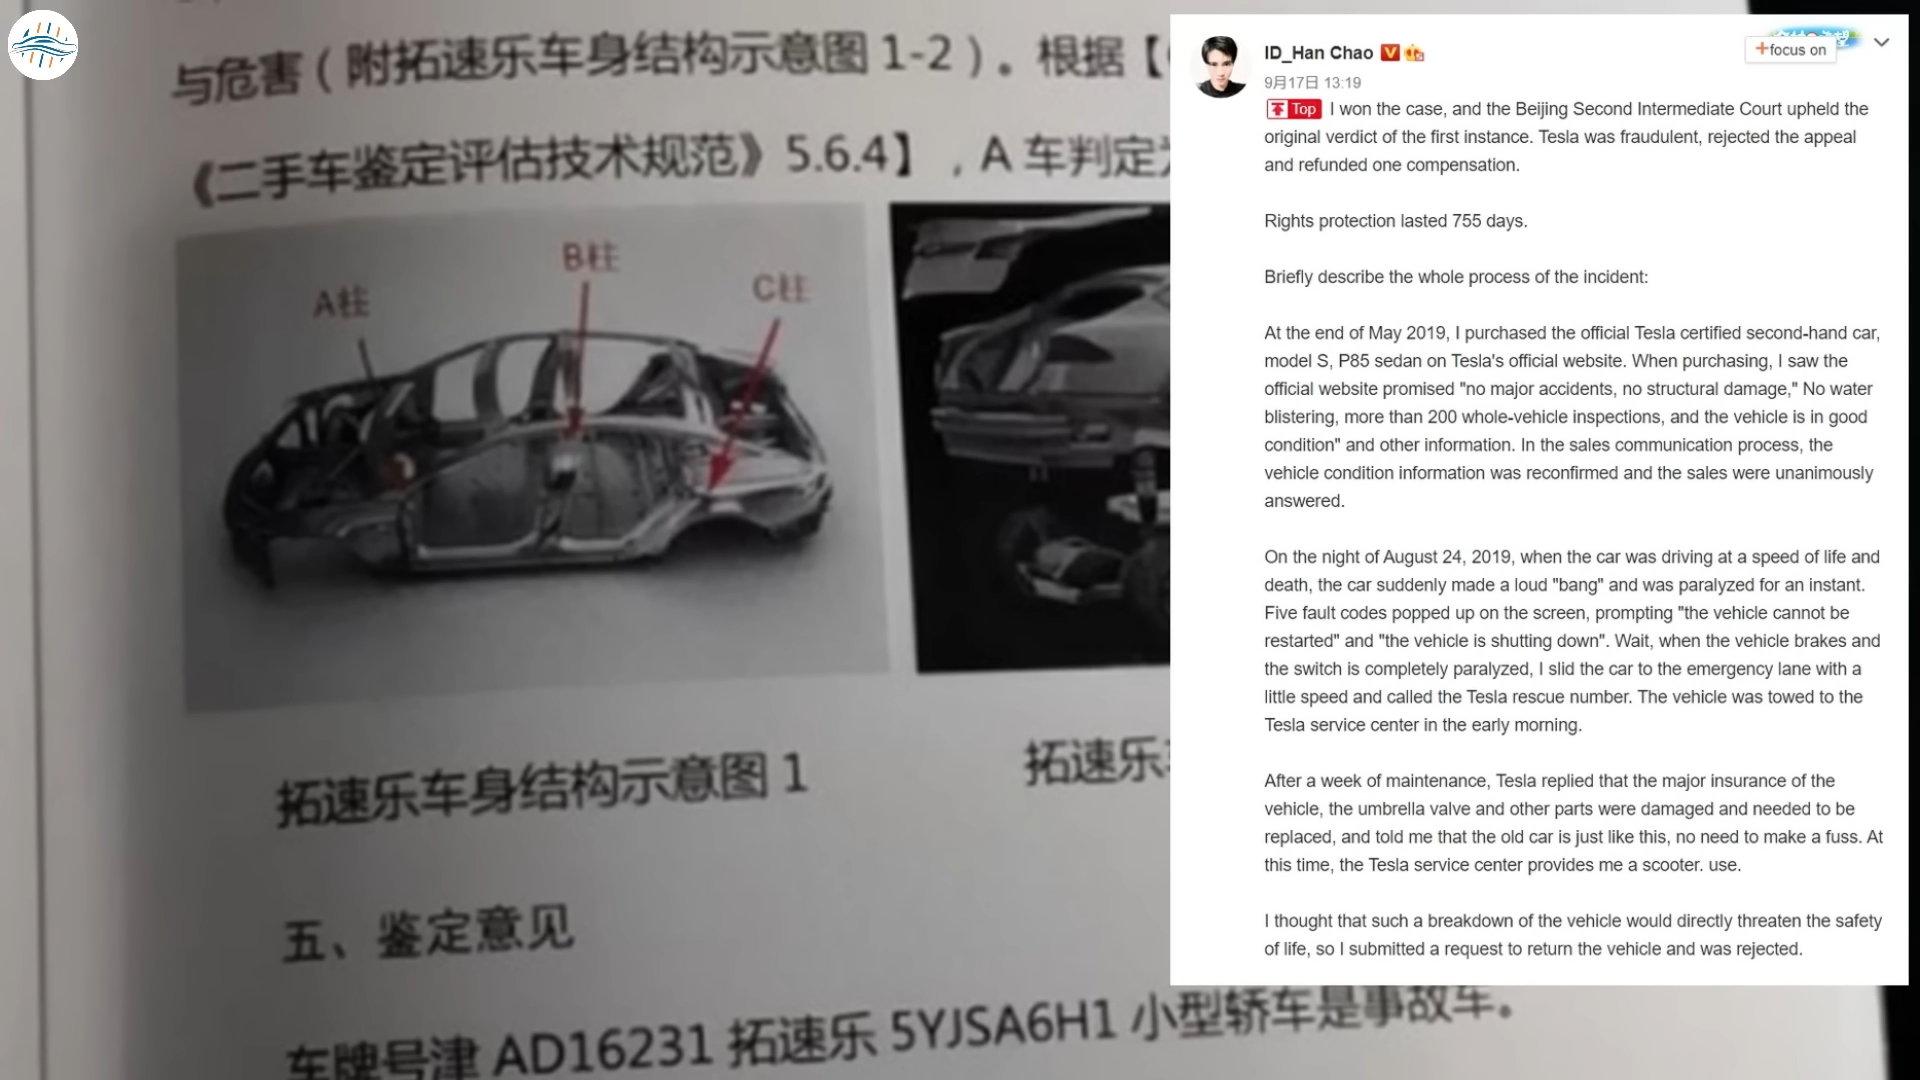 与危害（附拓速乐车身结构示意图 1-2）。根据【
《二手车鉴定评估技术规范》5.6.4】，A 车判定
A柱
B柱
C柱
拓速乐车身结构示意图 1
拓速乐
五、鉴定意见
车牌号津 AD16231 拓速乐 5YJSA6H1 小型轿车是事故车。
ID_Han Chao
+focus on
9月17日 13:19
Top I won the case, and the Beijing Second Intermediate Court upheld the
original verdict of the first instance. Tesla was fraudulent, rejected the appeal
and refunded one compensation.
Rights protection lasted 755 days.
Briefly describe the whole process of the incident:
At the end of May 2019, I purchased the official Tesla certified second-hand car,
model S, P85 sedan on Tesla's official website. When purchasing, I saw the
official website promised "no major accidents, no structural damage," No water
blistering, more than 200 whole-vehicle inspections, and the vehicle is in good
condition" and other information. In the sales communication process, the
vehicle condition information was reconfirmed and the sales were unanimously
answered.
On the night of August 24, 2019, when the car was driving at a speed of life and
death, the car suddenly made a loud "bang" and was paralyzed for an instant.
Five fault codes popped up on the screen, prompting "the vehicle cannot be
restarted" and "the vehicle is shutting down". Wait, when the vehicle brakes and
the switch is completely paralyzed, I slid the car to the emergency lane with a
little speed and called the Tesla rescue number. The vehicle was towed to the
Tesla service center in the early morning.
After a week of maintenance, Tesla replied that the major insurance of the
vehicle, the umbrella valve and other parts were damaged and needed to be
replaced, and told me that the old car is just like this, no need to make a fuss. At
this time, the Tesla service center provides me a scooter. use.
I thought that such a breakdown of the vehicle would directly threaten the safety
of life, so I submitted a request to return the vehicle and was rejected.